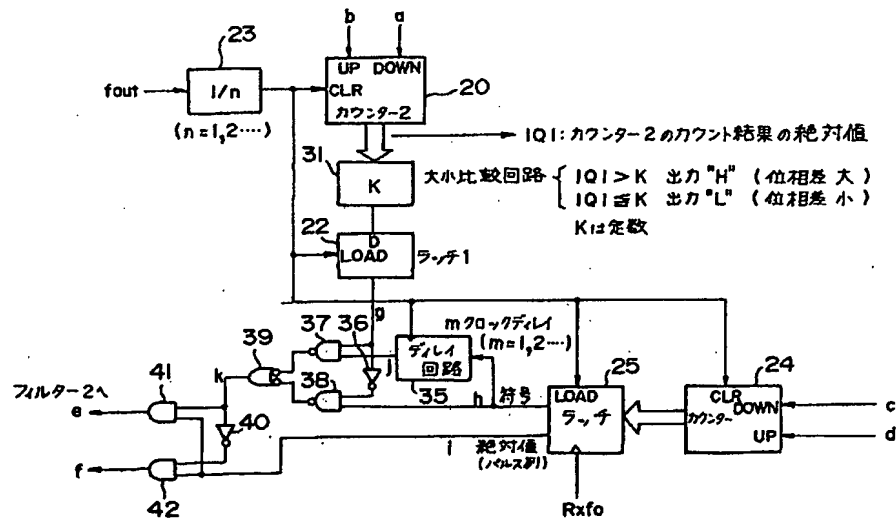 b
a
23
fout
1/n
(n=1,2‥‥)
UP DOWN
CLR
カウンター2
20
|Q|:カウンター2のカウント結果の絶対値
31
K
大小比較回路
|Q|>K 出力"H" (位相差 大)
|Q|≦K 出力"L" (位相差 小)
Kは定数
22
D
LOAD
ラッチ1
g
36
mクロックディレイ
(m=1,2‥‥)
37
39
ディレイ
回路
35
j
k
38
25
24
41
フィルター2へ
e
40
h 符号
LOAD
ラッチ
CLR
DOWN
カウンター
UP
c
d
i 絶対値
(パルス列)
f
42
Rxfo